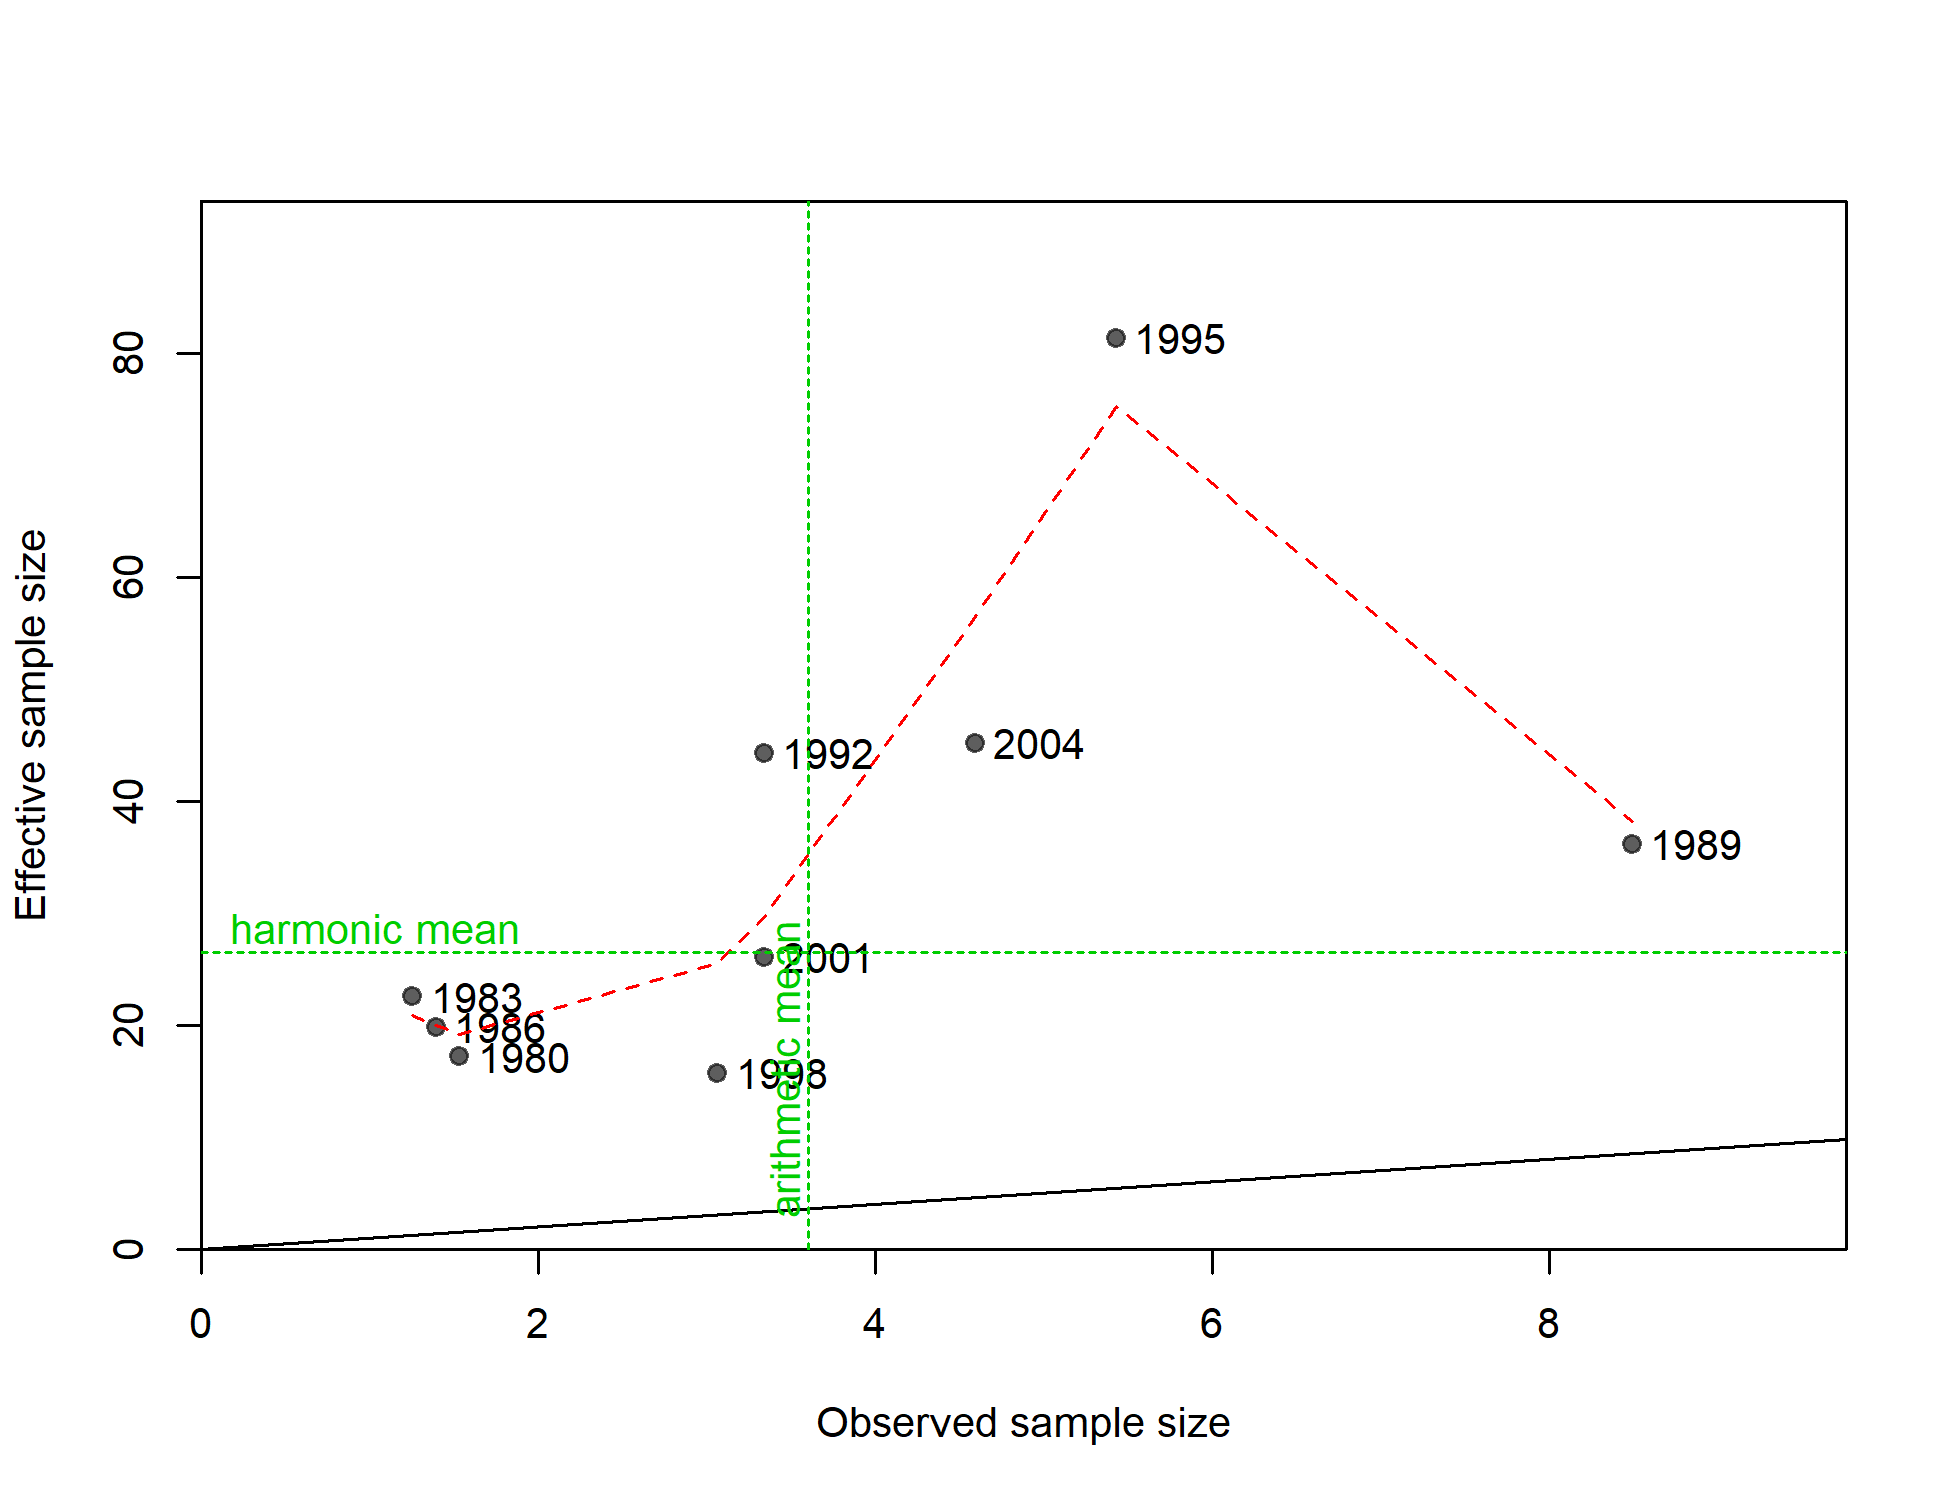 1995
1992
2004
1989
harmonic mean
2001
1983
1986
1980
1998
arithmetic mean
Effective sample size
80
60
40
20
0
0 2 4 6 8
Observed sample size